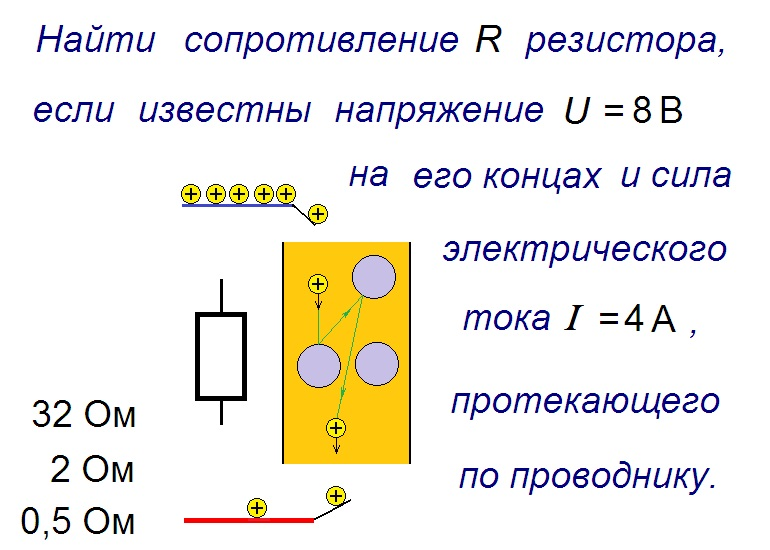 Найти сопротивление R резистора,
если известны напряжение U = 8 В
на его концах и сила
электрического
тока I = 4 А ,
протекающего
по проводнику.
32 Ом
2 Ом
0,5 Ом